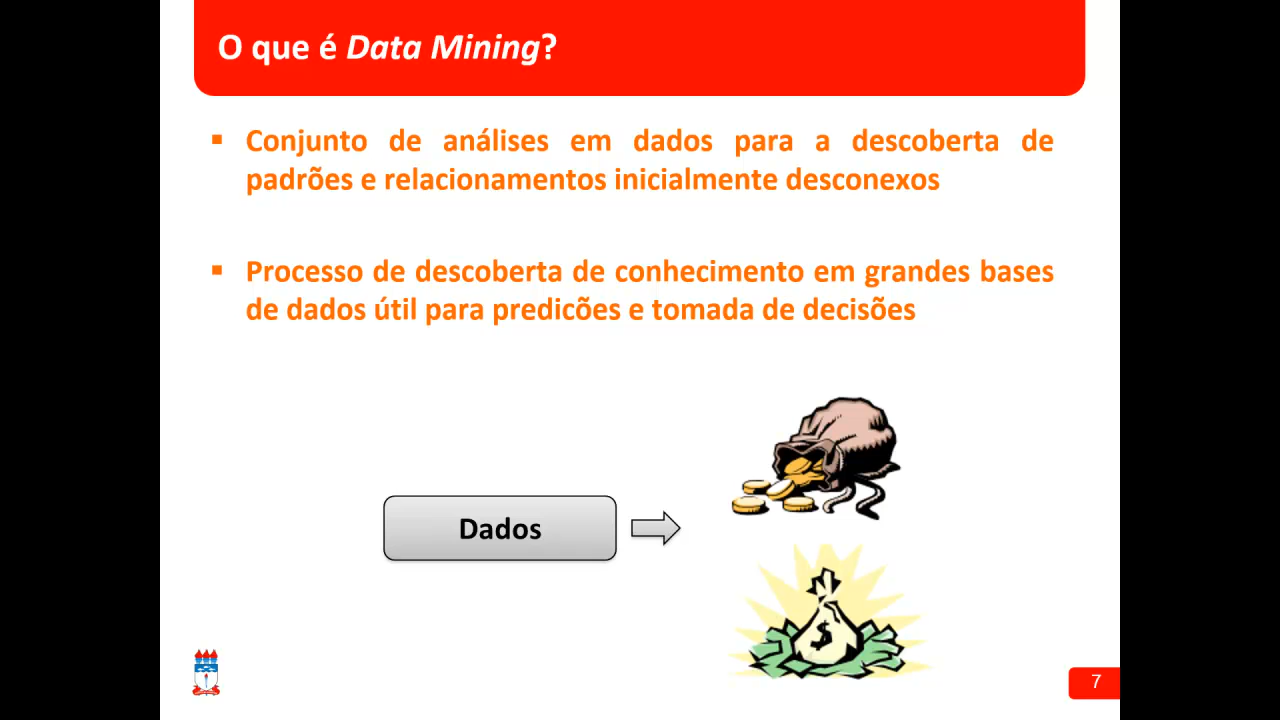 O que é Data Mining?
Conjunto de análises em dados para a descoberta de
padrões e relacionamentos inicialmente desconexos
Processo de descoberta de conhecimento em grandes bases
de dados útil para predicões e tomada de decisões
Dados
$
7